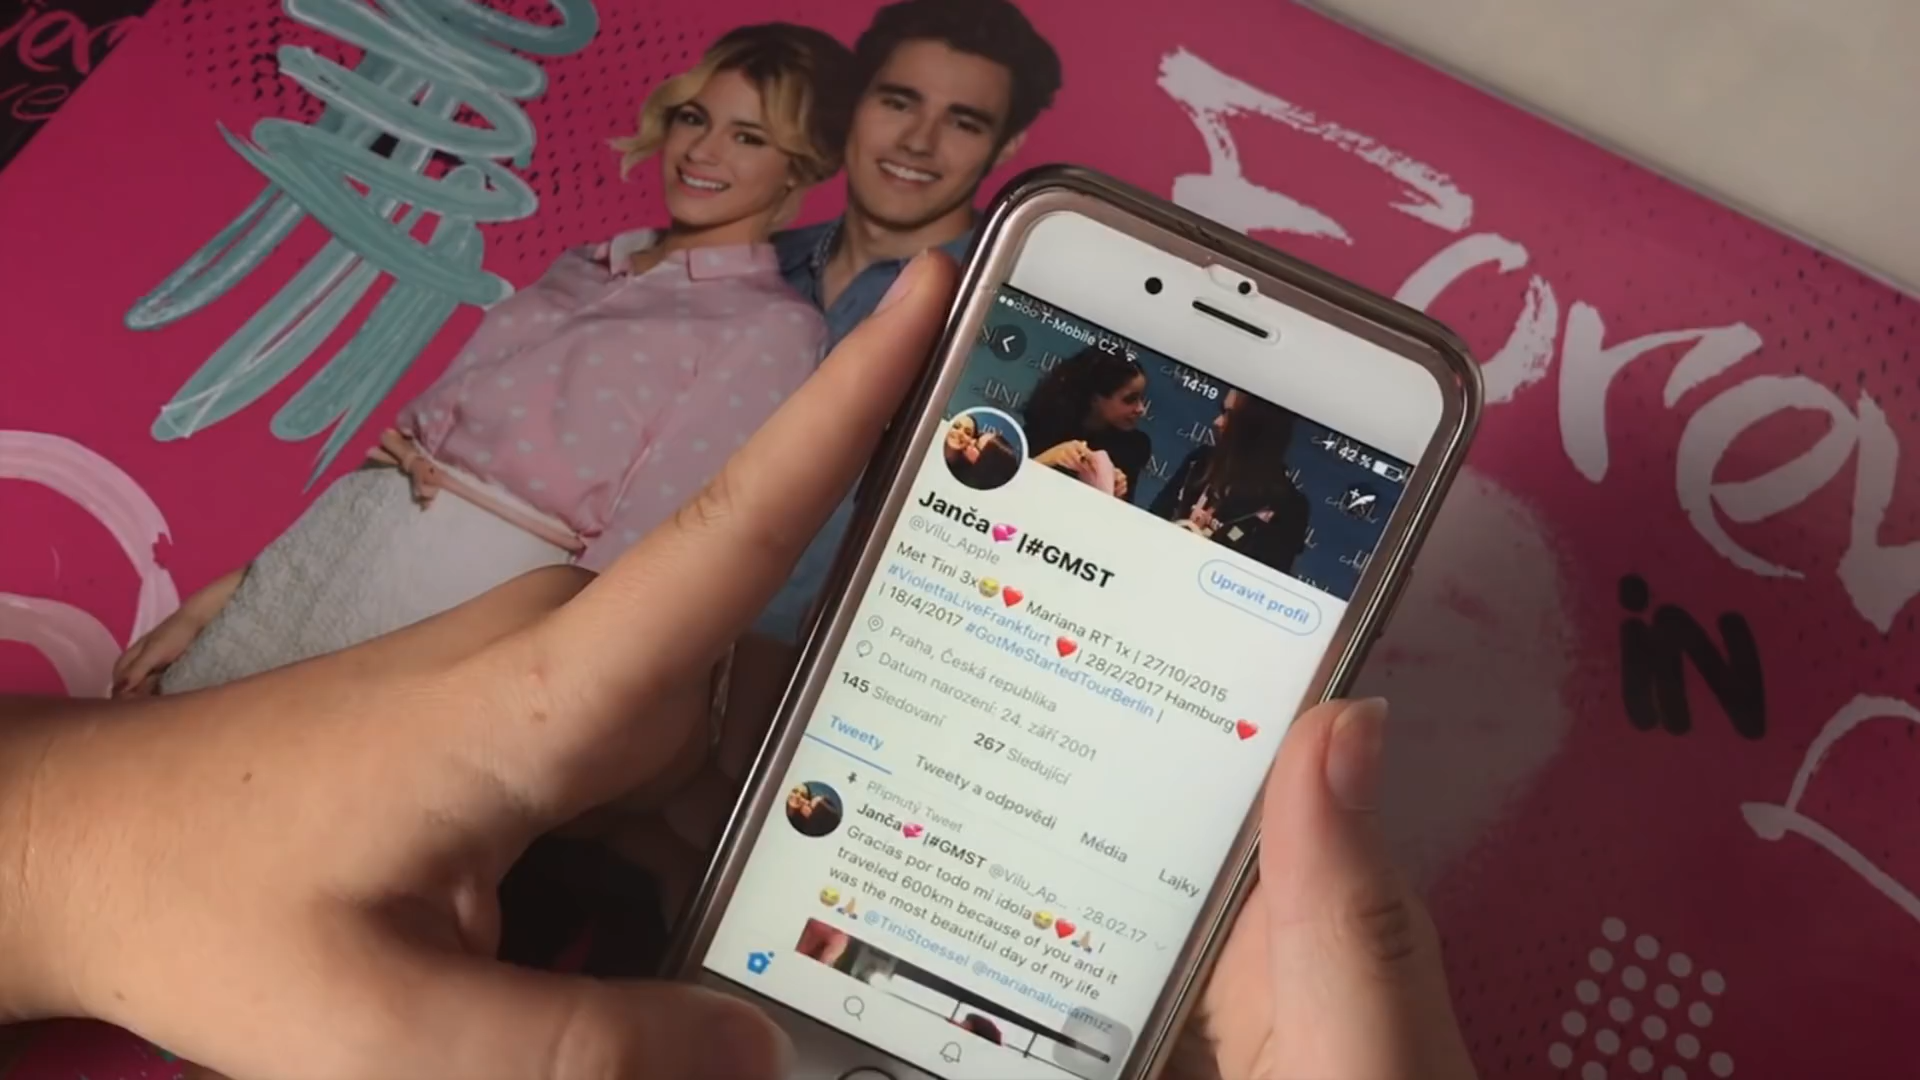 Forev
iN
L
T-Mobile CZ
14:19
42 %
Janča💞|#GMST
@Vilu_Apple
Upravit profil
Met Tini 3x😭❤️ Mariana RT 1x | 27/10/2015
#ViolettaLiveFrankfurt ❤️| 28/2/2017 Hamburg❤️
| 18/4/2017 #GotMeStartedTourBerlin |
Praha, Česká republika
Datum narození: 24. září 2001
145 Sledovaní
267 Sledující
Tweety
Tweety a odpovědi
Média
Lajky
Připnutý Tweet
Janča💞|#GMST @Vilu_Ap... · 28.02.17
Gracias por todo mi idola😭❤️🙏🏼 I
traveled 600km because of you and it
was the most beautiful day of my life
😭🙏🏼 @TiniStoessel @marianaluciamuz